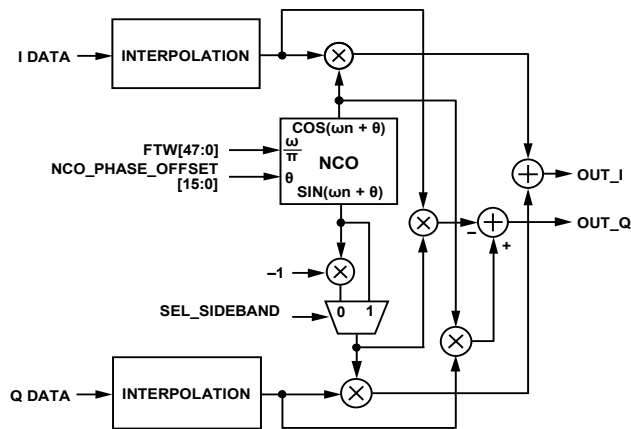 I DATA
INTERPOLATION
COS(ωn + θ)
FTW[47:0]
ω
π
NCO
NCO_PHASE_OFFSET
[15:0]
θ
SIN(ωn + θ)
OUT_I
OUT_Q
–
+
–1
SEL_SIDEBAND
0 1
Q DATA
INTERPOLATION